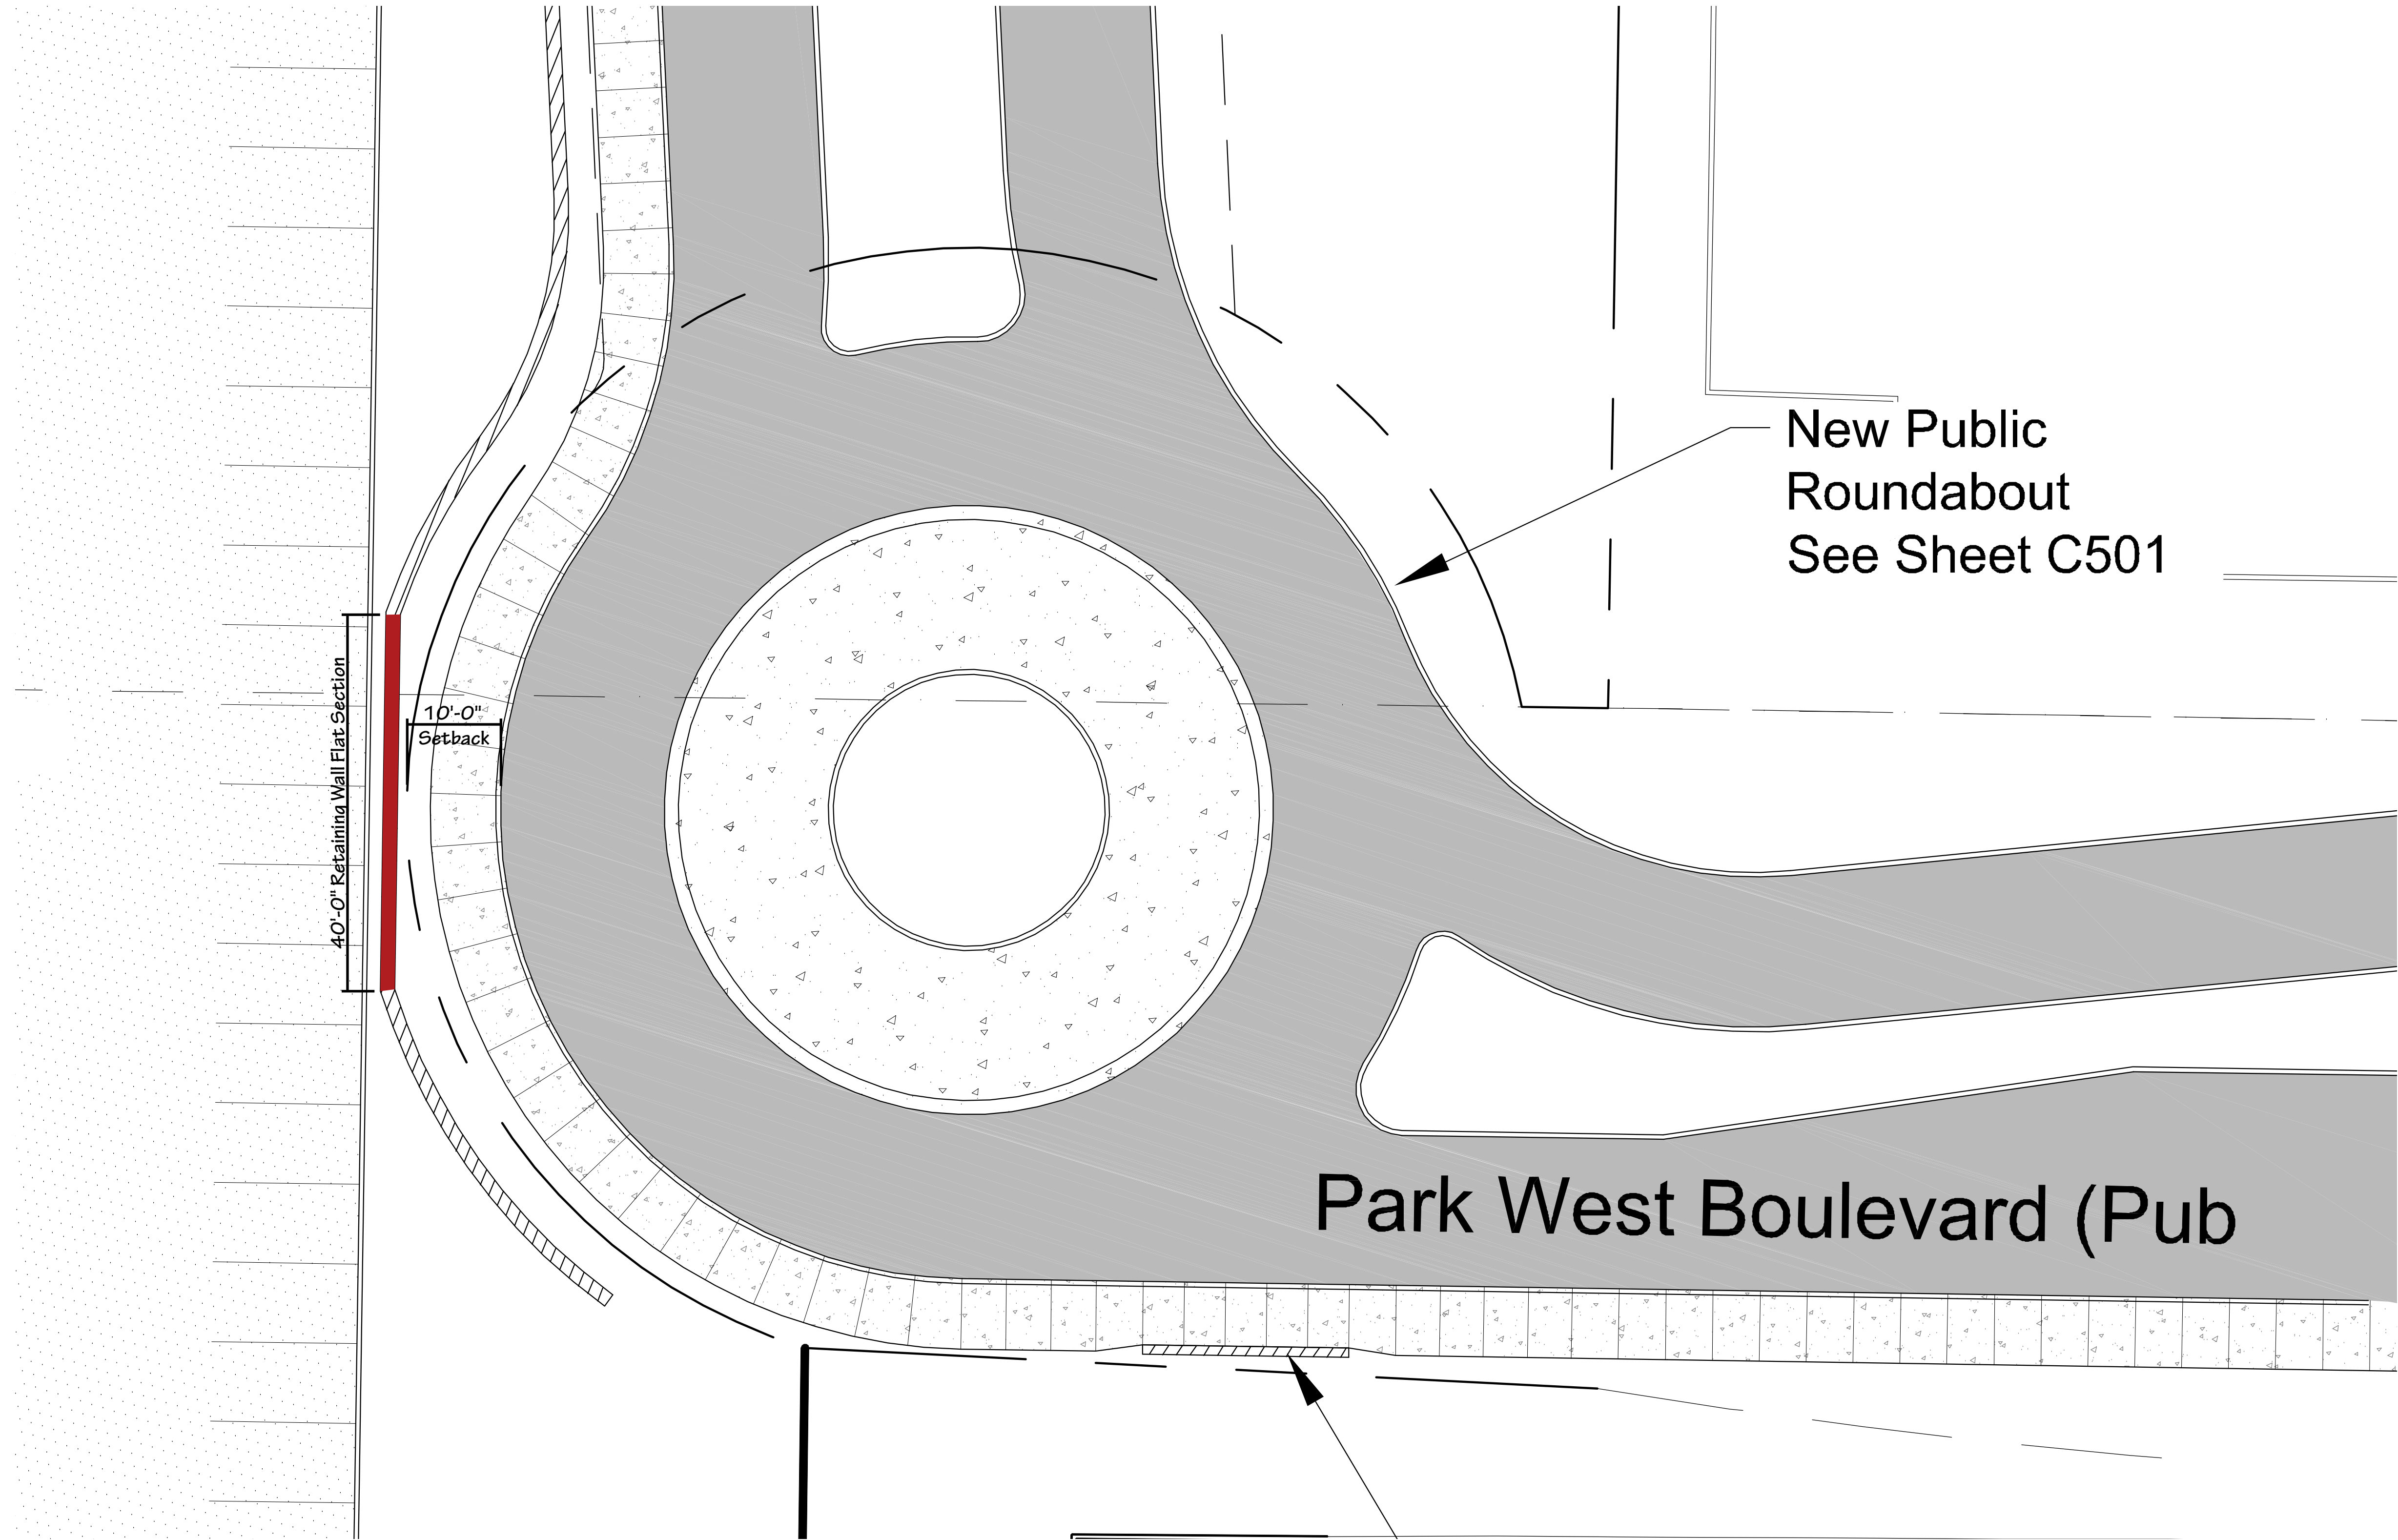 New Public
Roundabout
See Sheet C501
10'-0"
Setback
40'-0" Retaining Wall Flat Section
Park West Boulevard (Pub